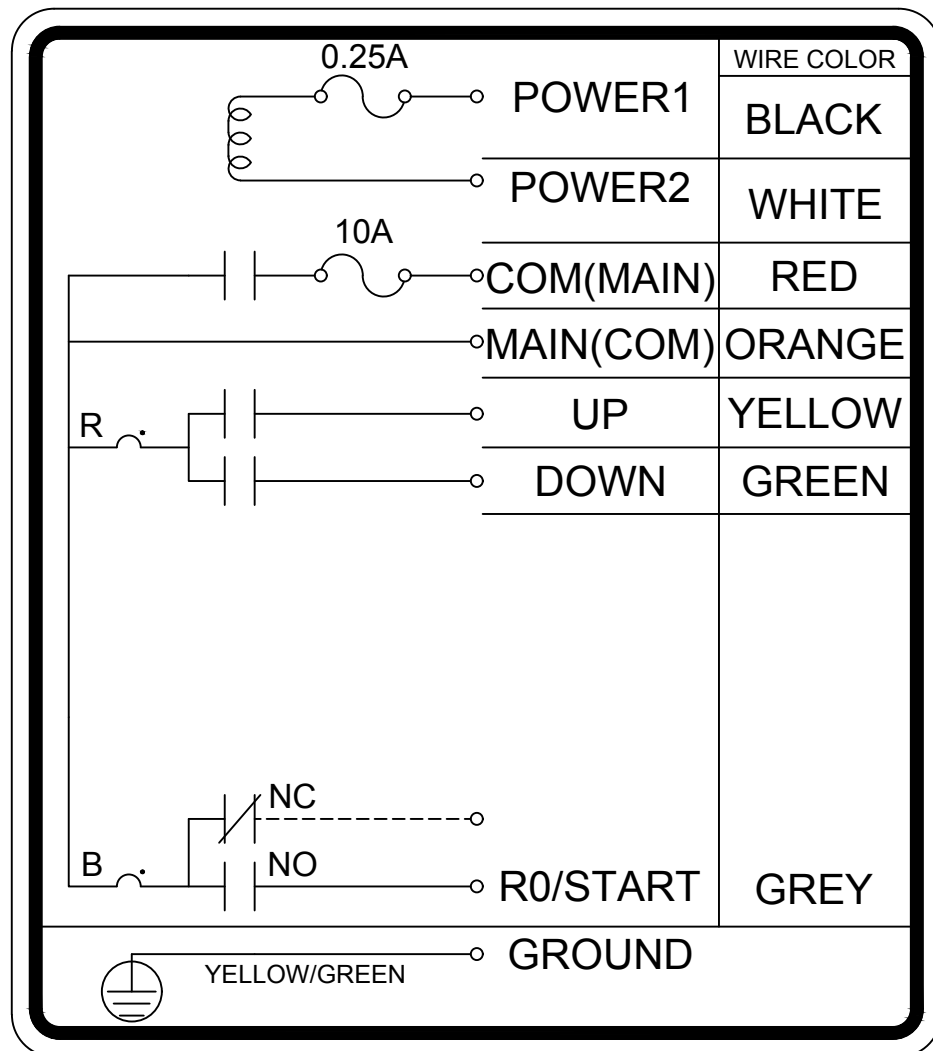 0.25A
WIRE COLOR
POWER1
BLACK
POWER2
WHITE
10A
COM(MAIN)
RED
MAIN(COM)
ORANGE
R
UP
YELLOW
DOWN
GREEN
NC
B
NO
R0/START
GREY
GROUND
YELLOW/GREEN